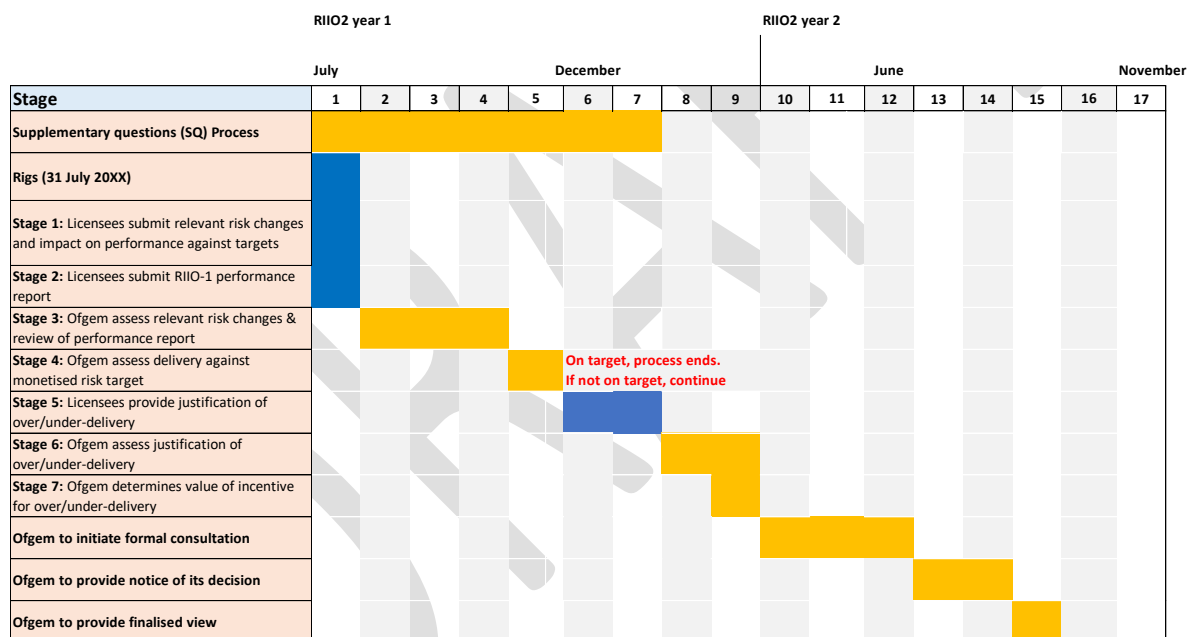 RIIO2 year 1 RIIO2 year 2
July December June November
Stage 1 2 3 4 5 6 7 8 9 10 11 12 13 14 15 16 17
Supplementary questions (SQ) Process
Rigs (31 July 20XX)
Stage 1: Licensees submit relevant risk changes
and impact on performance against targets
Stage 2: Licensees submit RIIO-1 performance
report
Stage 3: Ofgem assess relevant risk changes &
review of performance report
Stage 4: Ofgem assess delivery against
monetised risk target
On target, process ends.
If not on target, continue
Stage 5: Licensees provide justification of
over/under-delivery
Stage 6: Ofgem assess justification of
over/under-delivery
Stage 7: Ofgem determines value of incentive
for over/under-delivery
Ofgem to initiate formal consultation
Ofgem to provide notice of its decision
Ofgem to provide finalised view